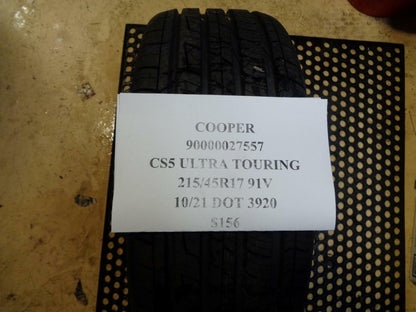 COOPER
90000027557
CS5 ULTRA TOURING
215/45R17 91V
10/21 DOT 3920
$156